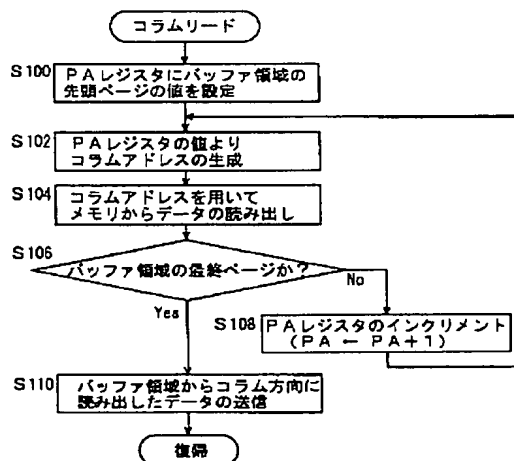 コラムリード
S100
PAレジスタにバッファ領域の
先頭ページの値を設定
S102
PAレジスタの値より
コラムアドレスの生成
S104
コラムアドレスを用いて
メモリからデータの読み出し
S106
バッファ領域の最終ページか?
No
Yes
S108
PAレジスタのインクリメント
(PA ← PA+1)
S110
バッファ領域からコラム方向に
読み出したデータの送信
復帰